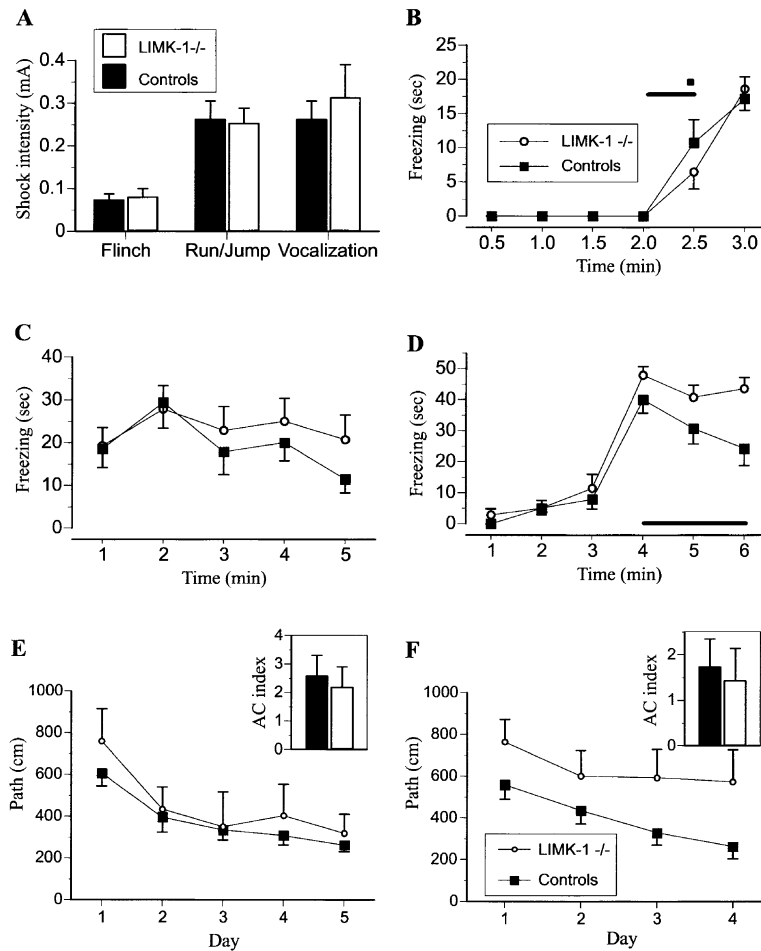 A
LIMK-1-/-
Controls
Shock intensity (mA)
0.4
0.3
0.2
0.1
0
Flinch Run/Jump Vocalization
B
Freezing (sec)
25
20
15
10
5
0
LIMK-1 -/-
Controls
0.5 1.0 1.5 2.0 2.5 3.0
Time (min)
C
Freezing (sec)
40
30
20
10
0
1 2 3 4 5
Time (min)
D
Freezing (sec)
50
40
30
20
10
0
1 2 3 4 5 6
Time (min)
E
Path (cm)
1000
800
600
400
200
0
AC index
4
3
2
1
0
1 2 3 4 5
Day
F
Path (cm)
1000
800
600
400
200
0
AC index
2
1
0
LIMK-1 -/-
Controls
1 2 3 4
Day